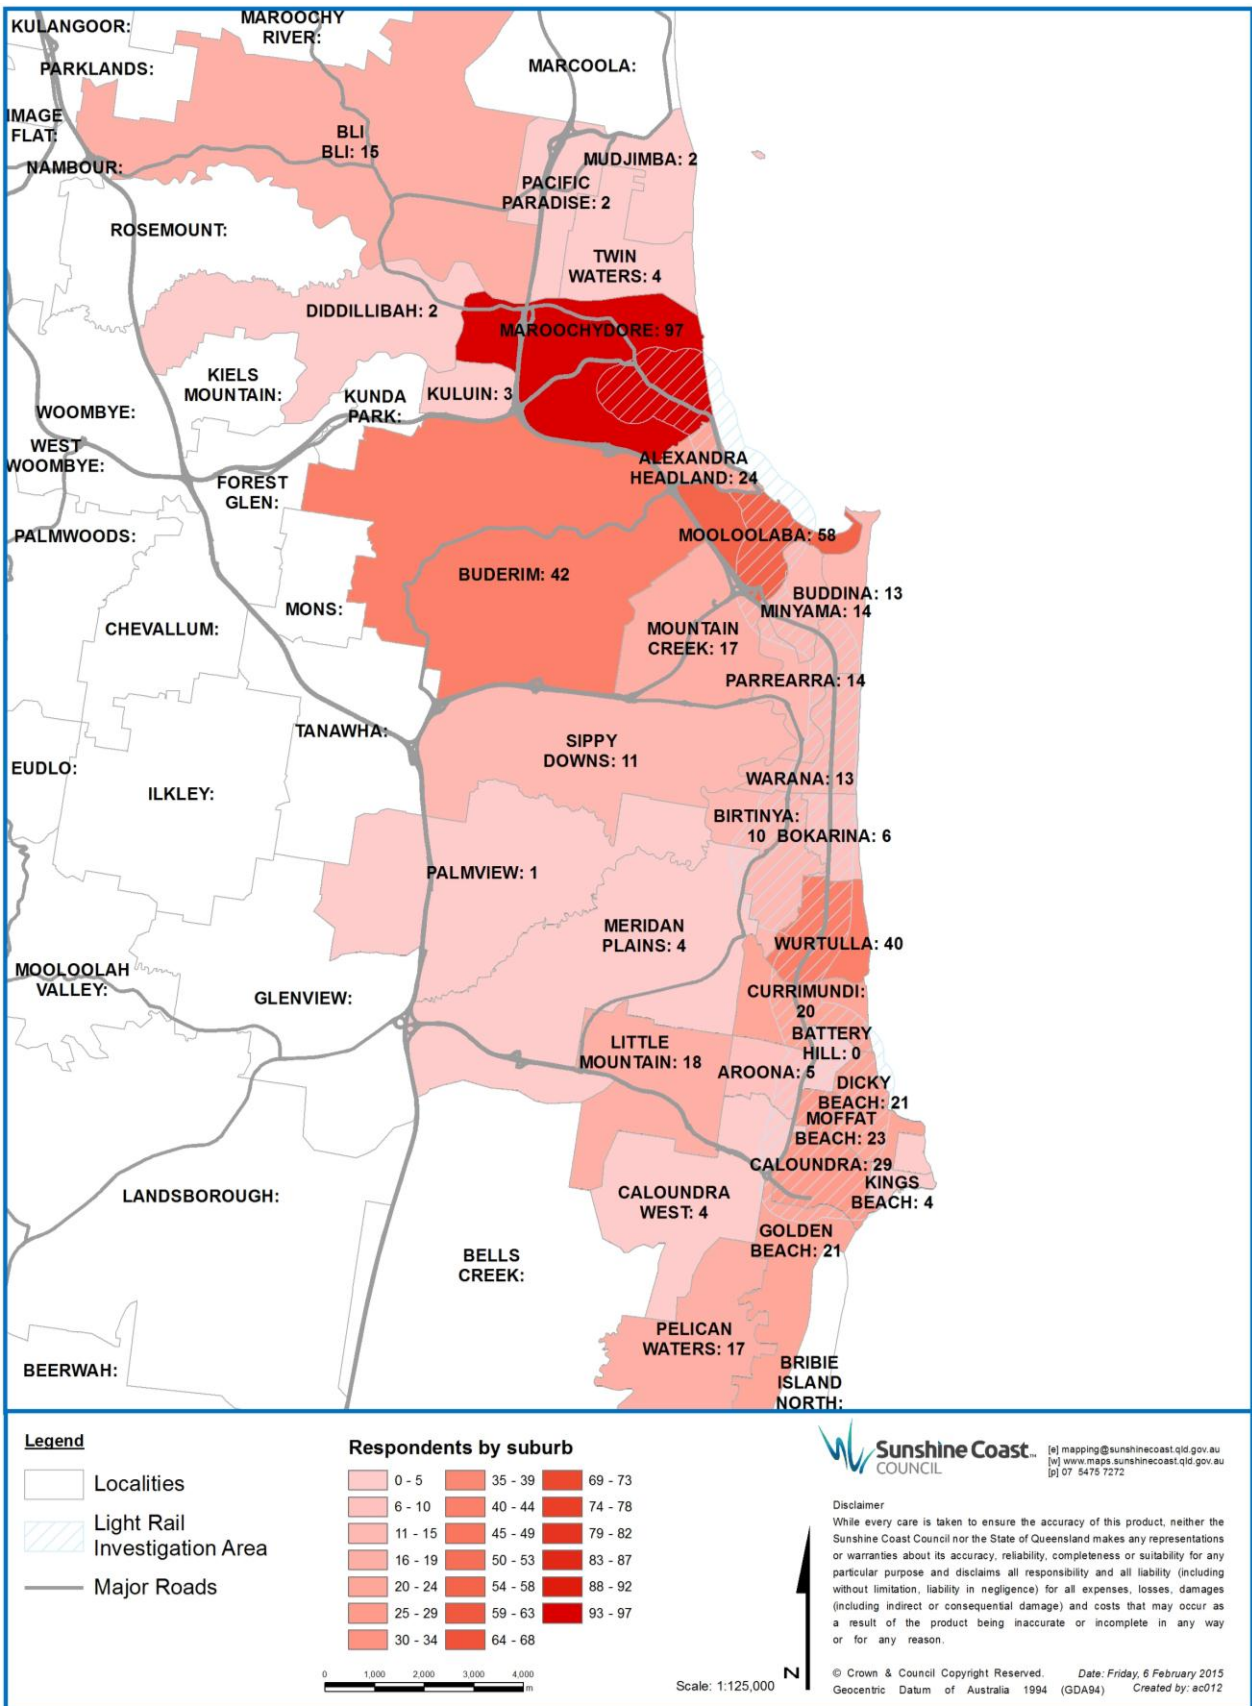 KULANGOOR:
MAROOCHY
RIVER:
PARKLANDS:
MARCOOLA:
IMAGE
FLAT:
BLI
BLI: 15
NAMBOUR:
MUDJIMBA: 2
PACIFIC
PARADISE: 2
ROSEMOUNT:
TWIN
WATERS: 4
DIDDILLIBAH: 2
MAROOCHYDORE: 97
KIELS
MOUNTAIN:
KUNDA
PARK:
KULUIN: 3
WOOMBYE:
WEST
WOOMBYE:
ALEXANDRA
HEADLAND: 24
FOREST
GLEN:
PALMWOODS:
MOOLOOLABA: 58
BUDERIM: 42
BUDDINA: 13
MINYAMA: 14
MONS:
CHEVALLUM:
MOUNTAIN
CREEK: 17
PARREARRA: 14
TANAWHA:
SIPPY
DOWNS: 11
EUDLO:
ILKLEY:
WARANA: 13
BIRTINYA:
10
BOKARINA: 6
PALMVIEW: 1
MERIDAN
PLAINS: 4
WURTULLA: 40
MOOLOOLAH
VALLEY:
GLENVIEW:
CURRIMUNDI:
20
BATTERY
HILL: 0
LITTLE
MOUNTAIN: 18
AROONA: 5
DICKY
BEACH: 21
MOFFAT
BEACH: 23
CALOUNDRA: 29
KINGS
BEACH: 4
LANDSBOROUGH:
CALOUNDRA
WEST: 4
GOLDEN
BEACH: 21
BELLS
CREEK:
PELICAN
WATERS: 17
BEERWAH:
BRIBIE
ISLAND
NORTH:
Legend
Localities
Light Rail
Investigation Area
Major Roads
Respondents by suburb
0 - 5
6 - 10
11 - 15
16 - 19
20 - 24
25 - 29
30 - 34
35 - 39
40 - 44
45 - 49
50 - 53
54 - 58
59 - 63
64 - 68
69 - 73
74 - 78
79 - 82
83 - 87
88 - 92
93 - 97
0 1,000 2,000 3,000 4,000
m
Scale: 1:125,000
N
Sunshine Coast™
COUNCIL
[e] mapping@sunshinecoast.qld.gov.au
[w] www.maps.sunshinecoast.qld.gov.au
[p] 07 5475 7272
Disclaimer
While every care is taken to ensure the accuracy of this product, neither the
Sunshine Coast Council nor the State of Queensland makes any representations
or warranties about its accuracy, reliability, completeness or suitability for any
particular purpose and disclaims all responsibility and all liability (including
without limitation, liability in negligence) for all expenses, losses, damages
(including indirect or consequential damage) and costs that may occur as
a result of the product being inaccurate or incomplete in any way
or for any reason.
© Crown & Council Copyright Reserved. Date: Friday, 6 February 2015
Geocentric Datum of Australia 1994 (GDA94) Created by: ac012